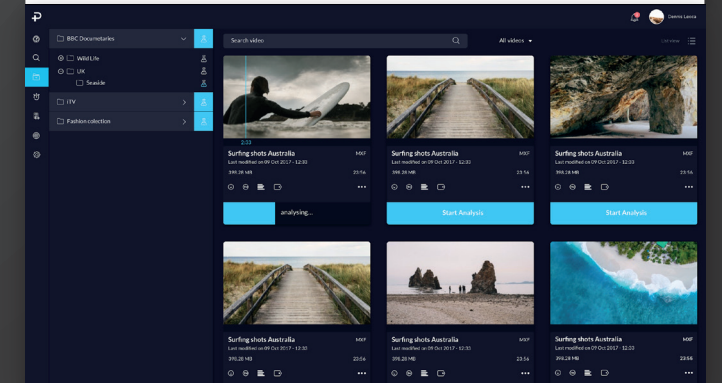 Dennis Lensa
BBC Documetaries
Wild Life
UK
Seaside
iTV
Fashion colection
Search video
All videos
List view
2:33
Surfing shots Australia MXF
Last modified on 09 Oct 2017 - 12:33
398.28 MB 23:56
analysing...
Surfing shots Australia MXF
Last modified on 09 Oct 2017 - 12:33
398.28 MB 23:56
Start Analysis
Surfing shots Australia MXF
Last modified on 09 Oct 2017 - 12:33
398.28 MB 23:56
Start Analysis
Surfing shots Australia MXF
Last modified on 09 Oct 2017 - 12:33
398.28 MB 23:56
Surfing shots Australia MXF
Last modified on 09 Oct 2017 - 12:33
398.28 MB 23:56
Surfing shots Australia MXF
Last modified on 09 Oct 2017 - 12:33
398.28 MB 23:56